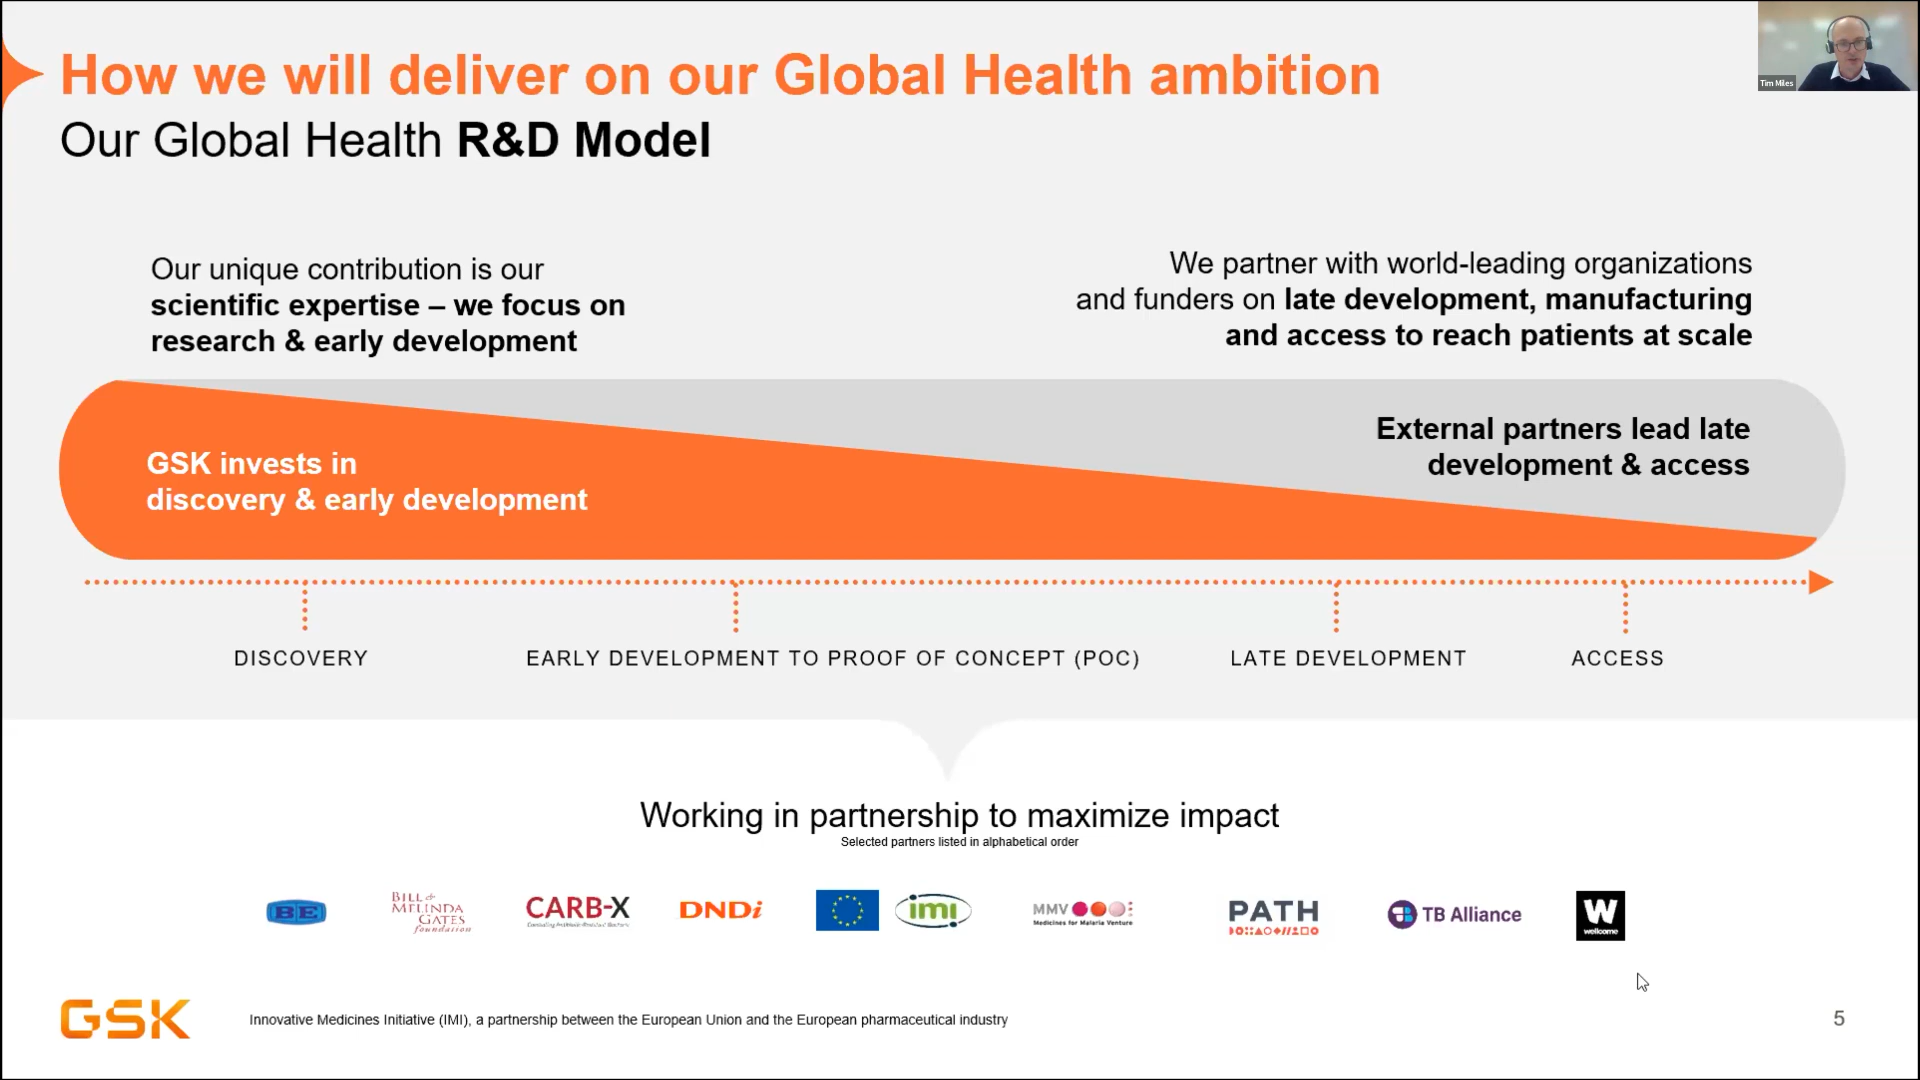 How we will deliver on our Global Health ambition
Our Global Health R&D Model
Tim Miles
Our unique contribution is our
scientific expertise – we focus on
research & early development
We partner with world-leading organizations
and funders on late development, manufacturing
and access to reach patients at scale
GSK invests in
discovery & early development
External partners lead late
development & access
DISCOVERY
EARLY DEVELOPMENT TO PROOF OF CONCEPT (POC)
LATE DEVELOPMENT
ACCESS
Working in partnership to maximize impact
Selected partners listed in alphabetical order
BE
BILL &
MELINDA
GATES
foundation
CARB-X
DNDi
imi
MMV
Medicines for Malaria Venture
PATH
TB Alliance
W
wellcome
GSK
Innovative Medicines Initiative (IMI), a partnership between the European Union and the European pharmaceutical industry
5